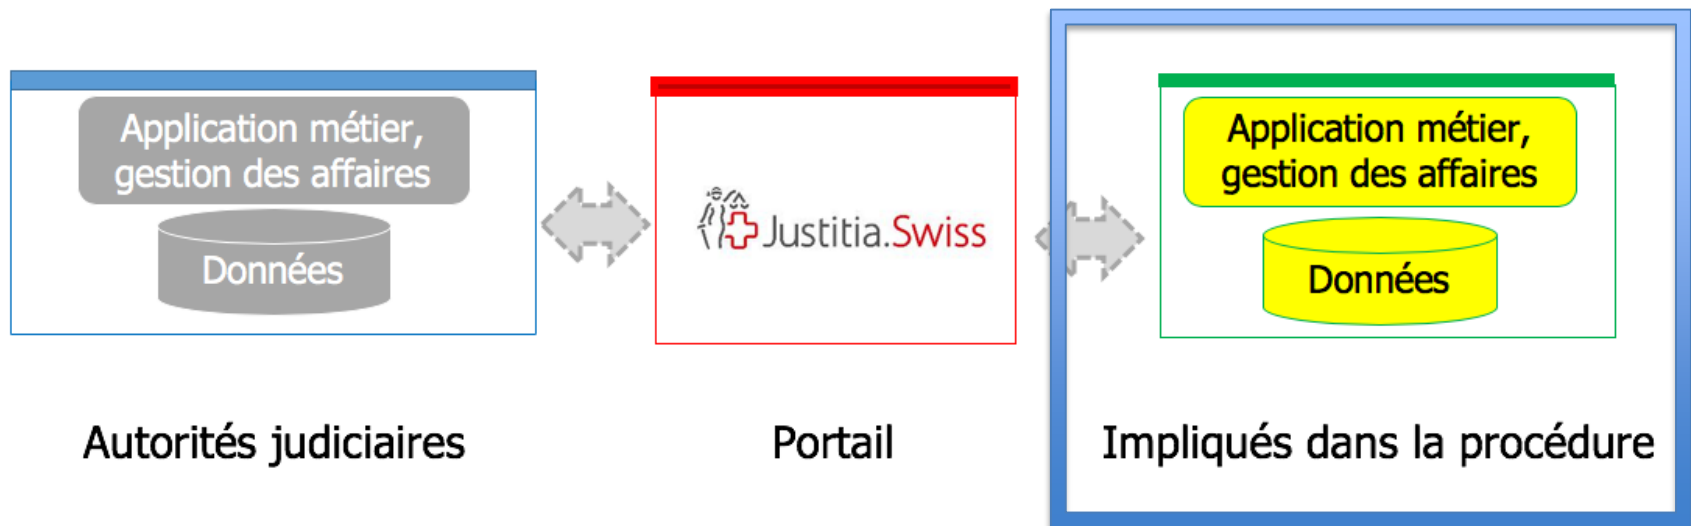 Application métier,
gestion des affaires
Données
Autorités judiciaires
Justitia.Swiss
Portail
Application métier,
gestion des affaires
Données
Impliqués dans la procédure